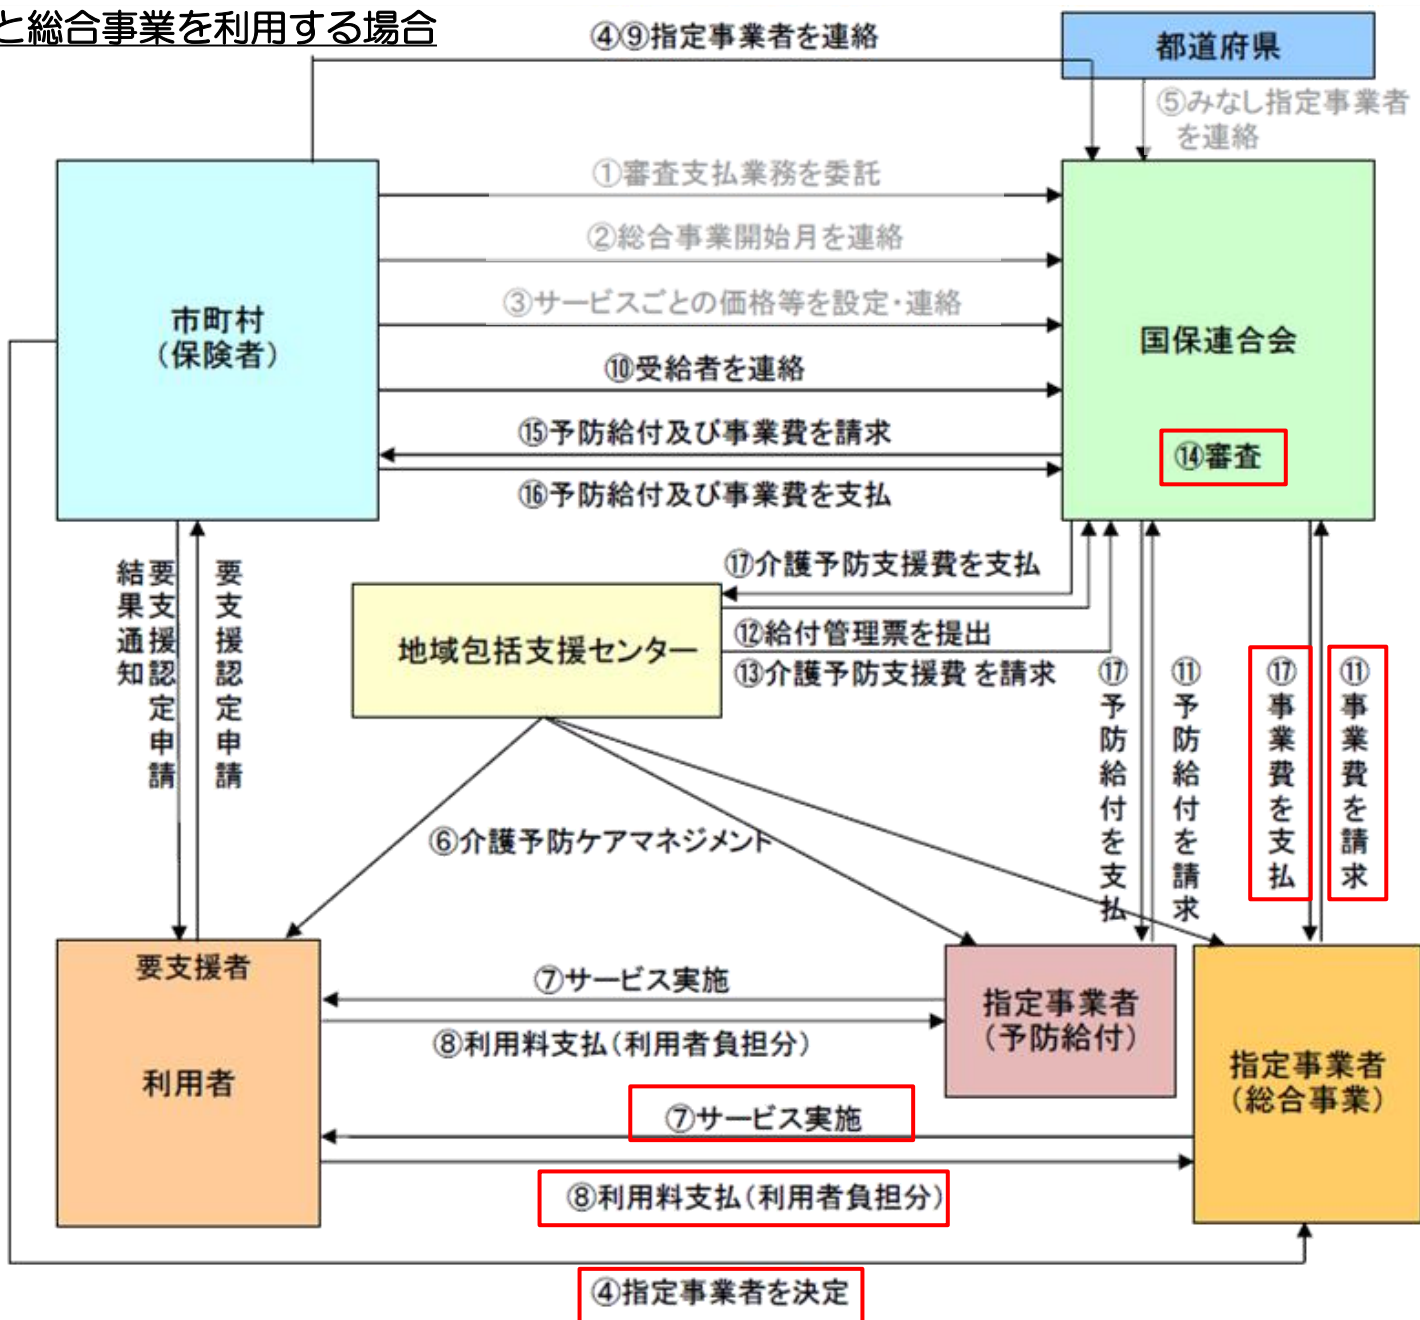 と総合事業を利用する場合
④⑨指定事業者を連絡
都道府県
⑤みなし指定事業者
を連絡
①審査支払業務を委託
②総合事業開始月を連絡
③サービスごとの価格等を設定・連絡
市町村
（保険者）
国保連合会
⑩受給者を連絡
⑮予防給付及び事業費を請求
⑭審査
⑯予防給付及び事業費を支払
要支援認定申請
結果通知
要支援認定申請
⑰介護予防支援費を支払
地域包括支援センター
⑫給付管理票を提出
⑬介護予防支援費を請求
⑰予防給付を支払
⑪予防給付を請求
⑰事業費を支払
⑪事業費を請求
⑥介護予防ケアマネジメント
要支援者
利用者
⑦サービス実施
⑧利用料支払（利用者負担分）
指定事業者
（予防給付）
指定事業者
（総合事業）
⑦サービス実施
⑧利用料支払（利用者負担分）
④指定事業者を決定